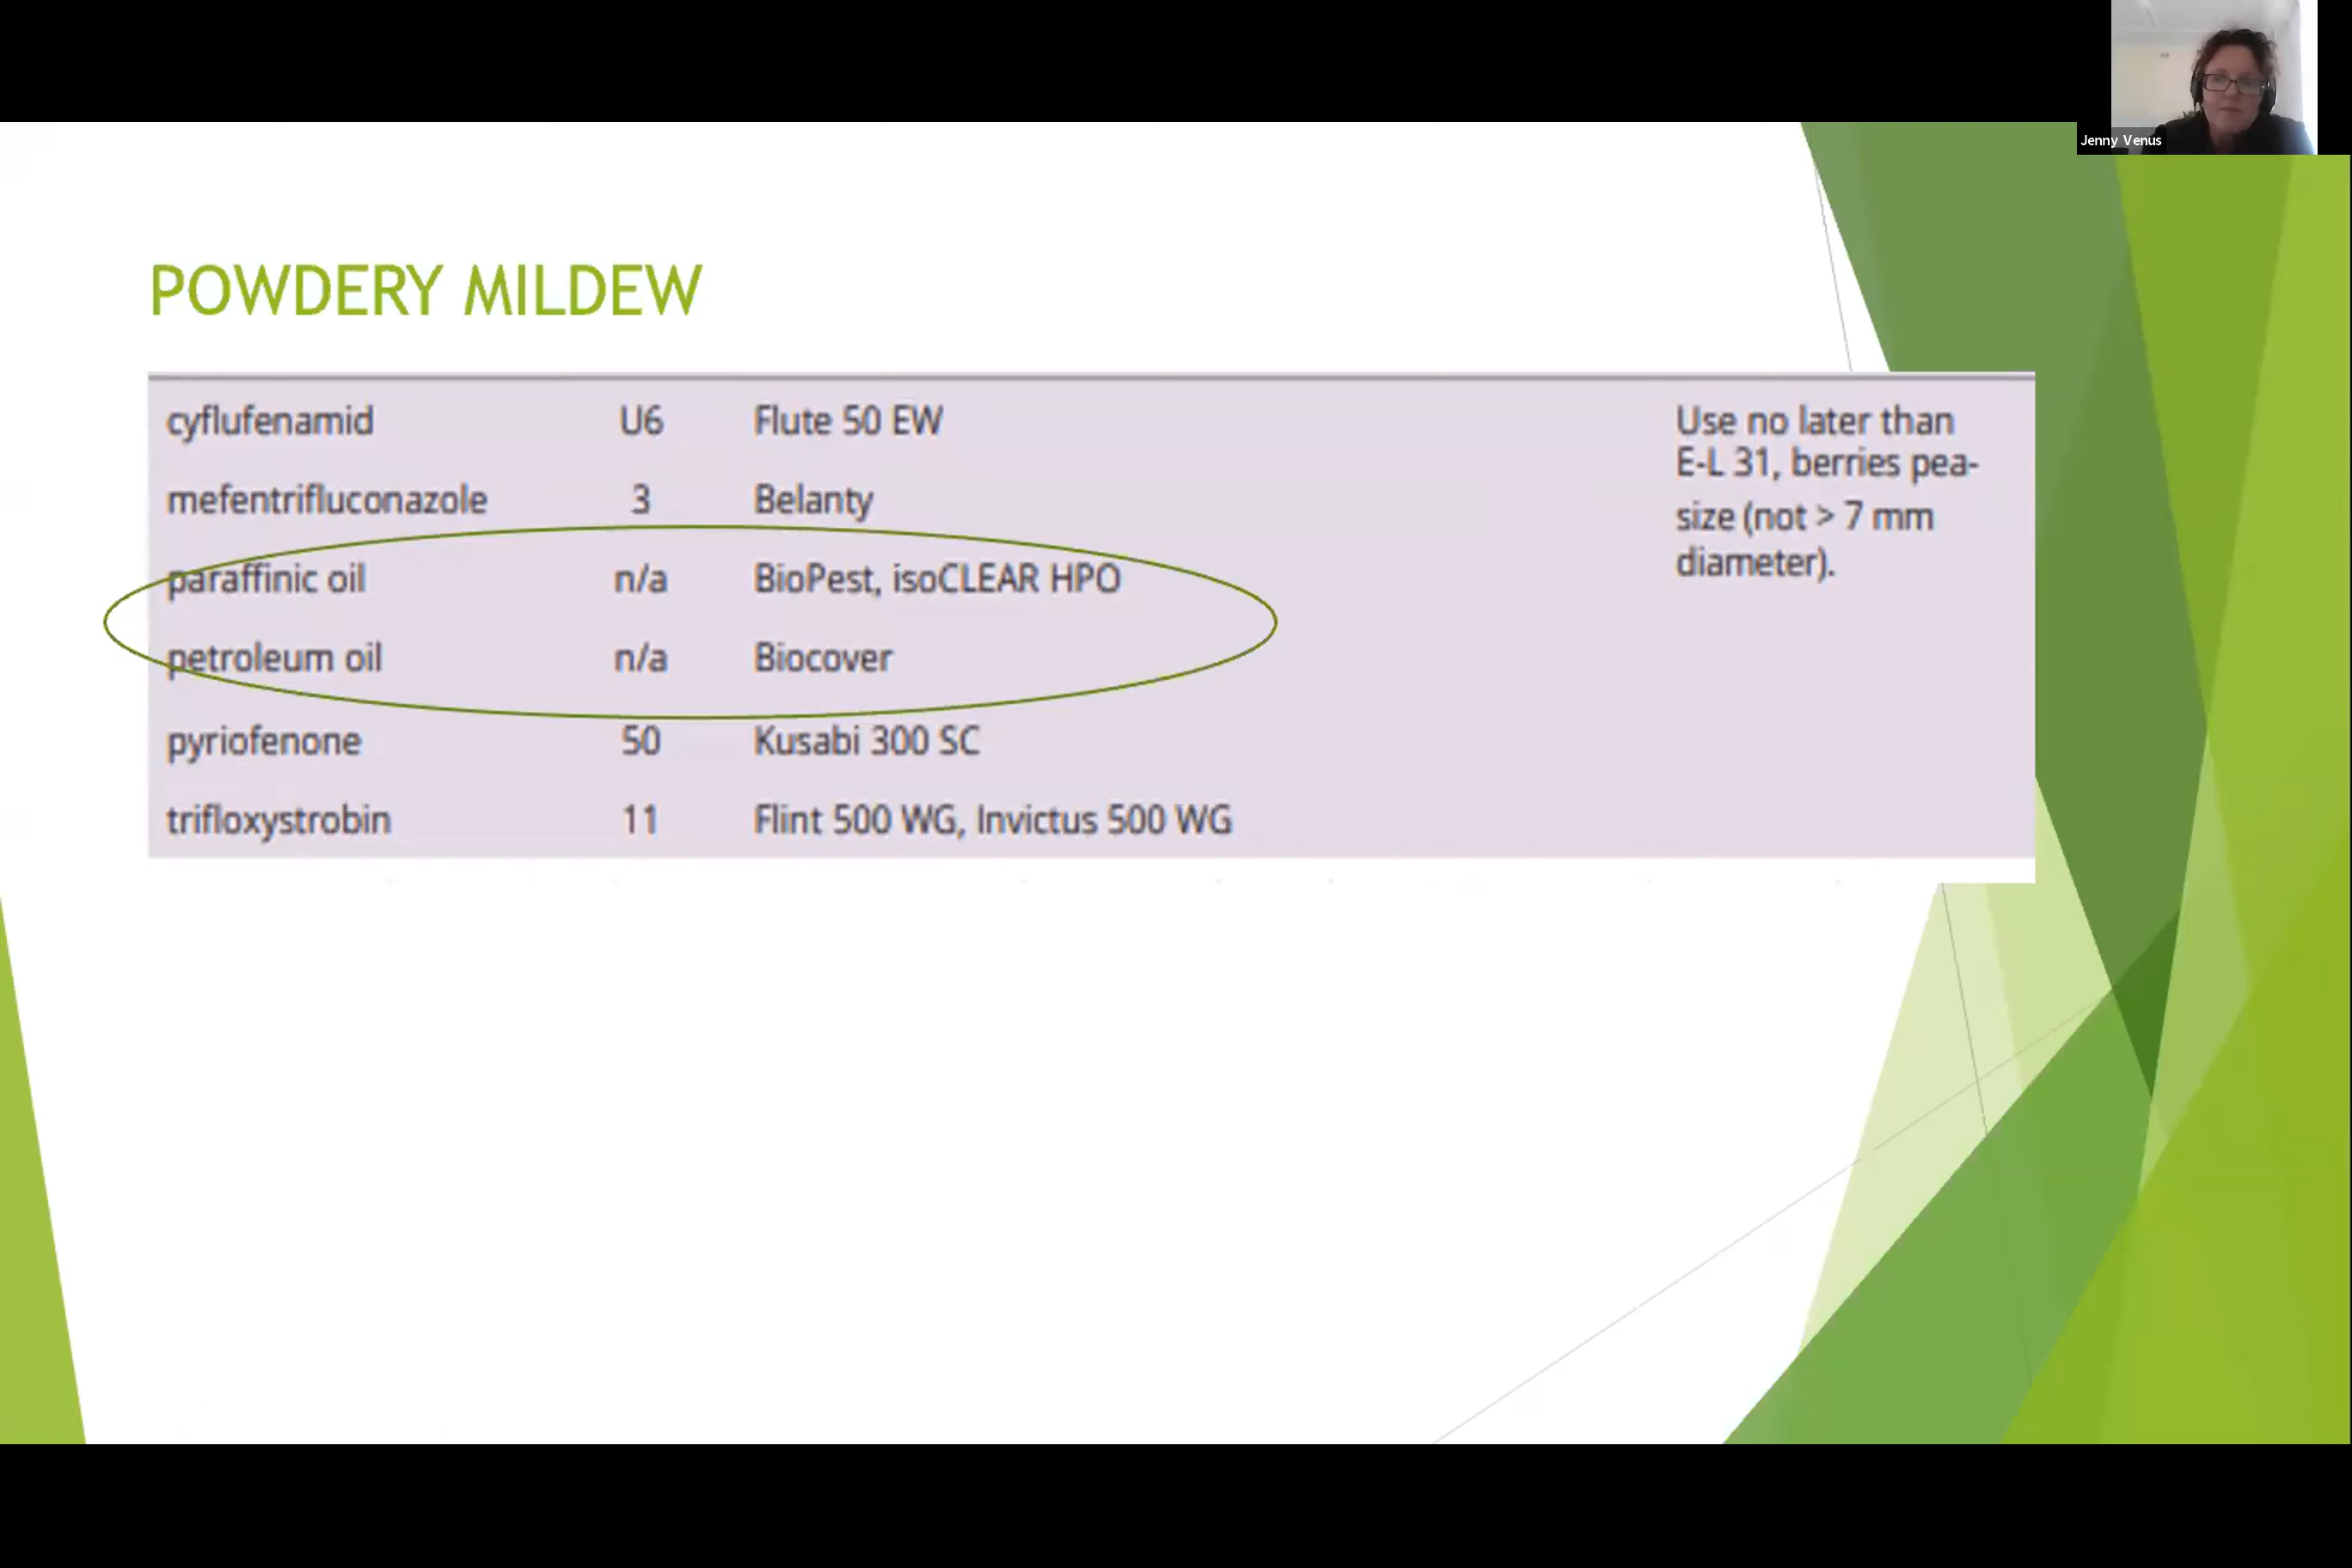 Jenny Venus
POWDERY MILDEW
cyflufenamid U6 Flute 50 EW Use no later than
E-L 31, berries pea-
mefentrifluconazole 3 Belanty size (not > 7 mm
diameter).
paraffinic oil n/a BioPest, isoCLEAR HPO
petroleum oil n/a Biocover
pyriofenone 50 Kusabi 300 SC
trifloxystrobin 11 Flint 500 WG, Invictus 500 WG